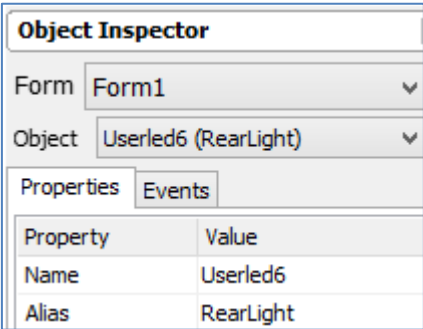 Object Inspector
Form Form1
Object Userled6 (RearLight)
Properties Events
Property Value
Name Userled6
Alias RearLight